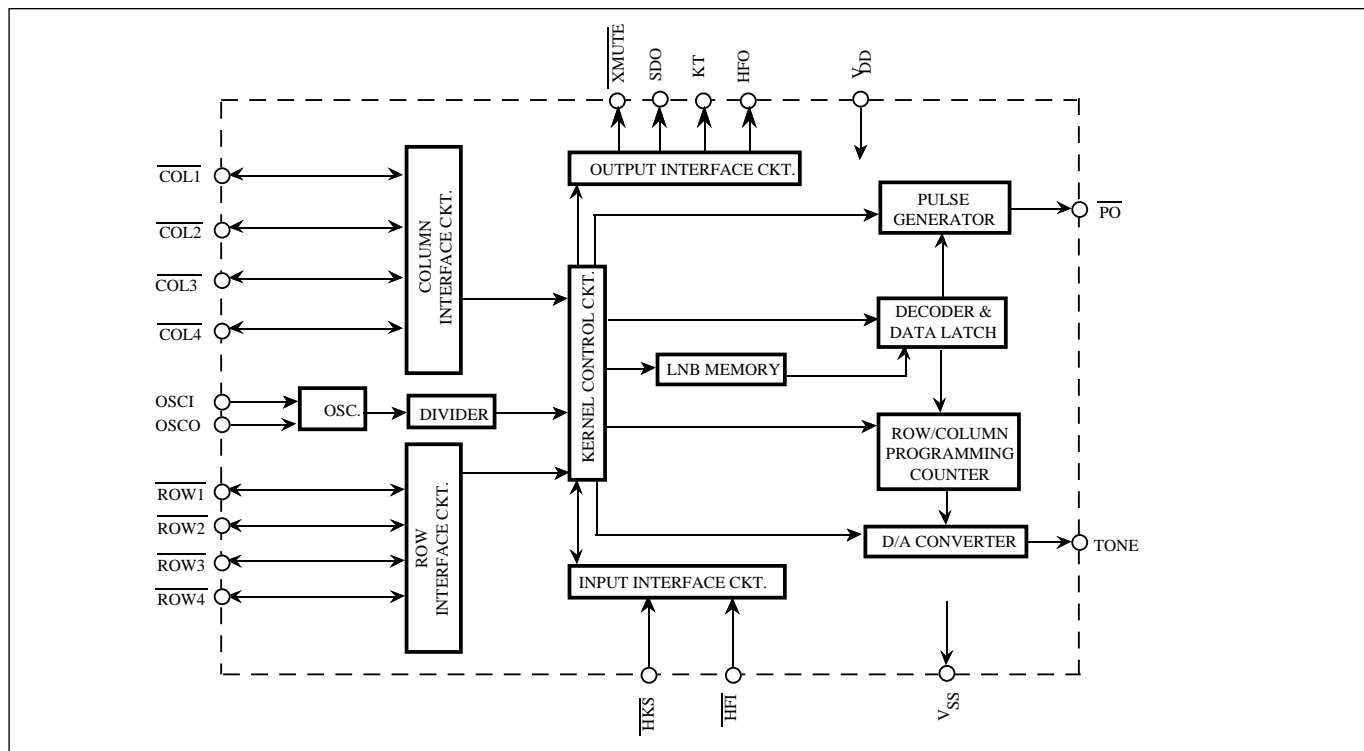 XMUTE
SDO
KT
HFO
VDD
COL1
COL2
COL3
COL4
COLUMN
INTERFACE CKT.
OUTPUT INTERFACE CKT.
PULSE
GENERATOR
PO
KERNEL CONTROL CKT.
DECODER &
DATA LATCH
LNB MEMORY
OSCI
OSCO
OSC.
DIVIDER
ROW/COLUMN
PROGRAMMING
COUNTER
ROW1
ROW2
ROW3
ROW4
ROW
INTERFACE CKT.
D/A CONVERTER
TONE
INPUT INTERFACE CKT.
HKS
HFI
VSS